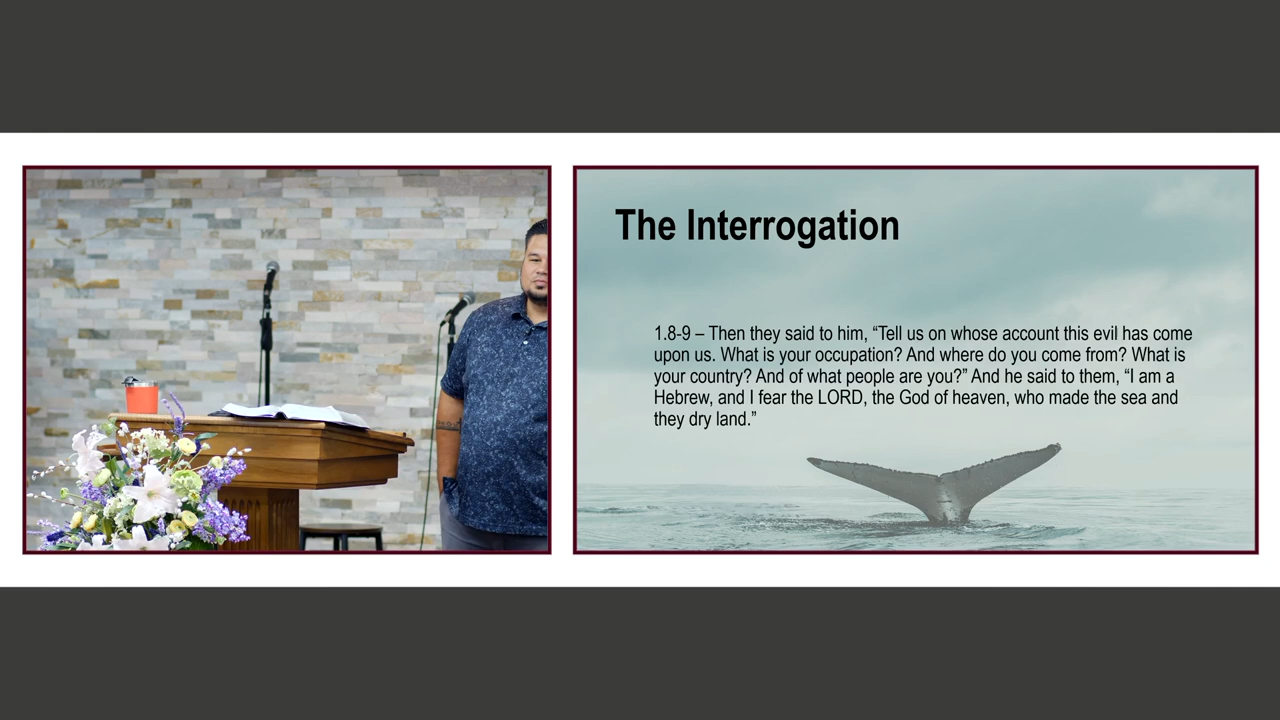 The Interrogation
1.8-9 – Then they said to him, “Tell us on whose account this evil has come
upon us. What is your occupation? And where do you come from? What is
your country? And of what people are you?” And he said to them, “I am a
Hebrew, and I fear the LORD, the God of heaven, who made the sea and
they dry land.”